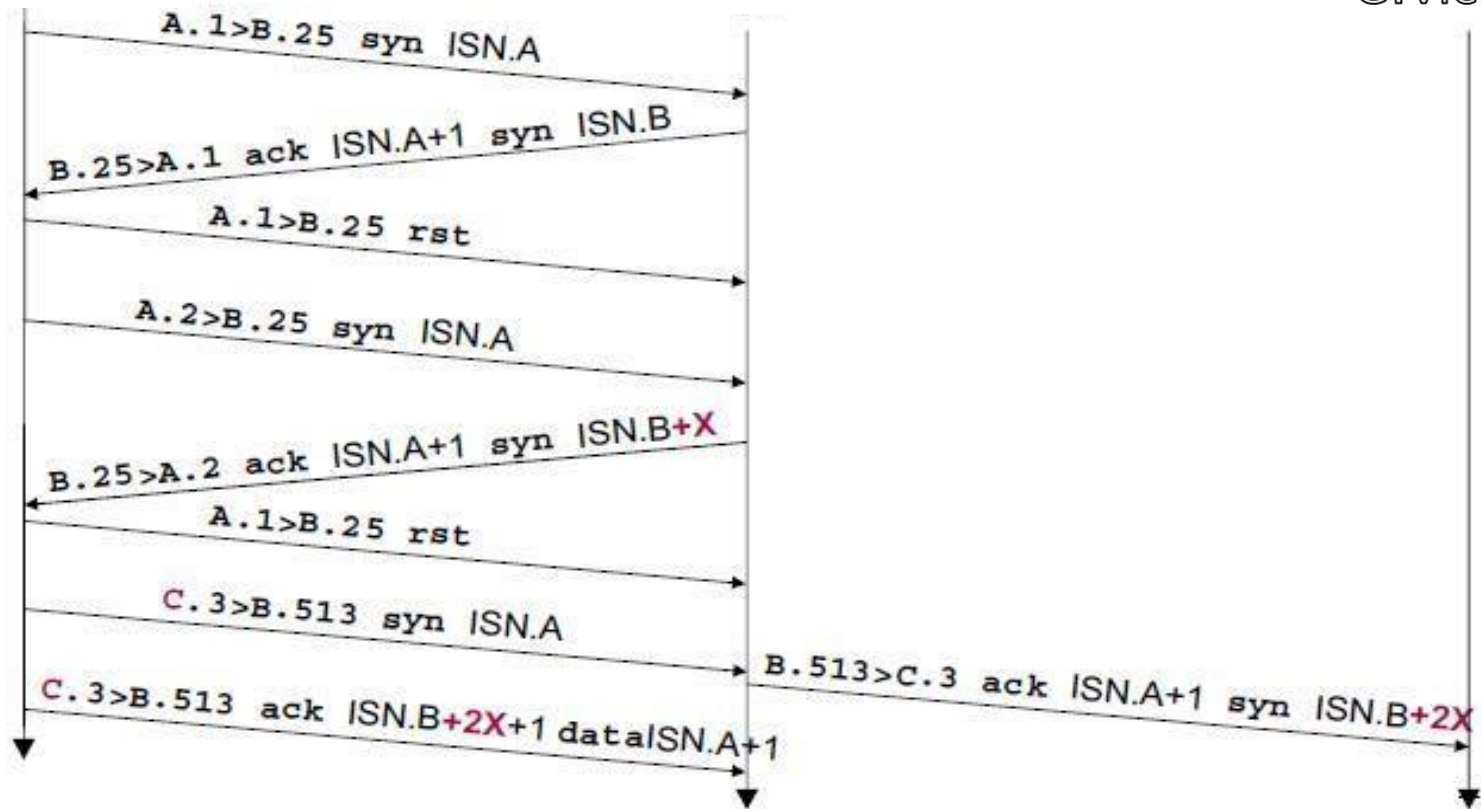 A.1>B.25 syn ISN.A
B.25>A.1 ack ISN.A+1 syn ISN.B
A.1>B.25 rst
A.2>B.25 syn ISN.A
B.25>A.2 ack ISN.A+1 syn ISN.B+X
A.1>B.25 rst
C.3>B.513 syn ISN.A
B.513>C.3 ack ISN.A+1 syn ISN.B+2X
C.3>B.513 ack ISN.B+2X+1 dataISN.A+1